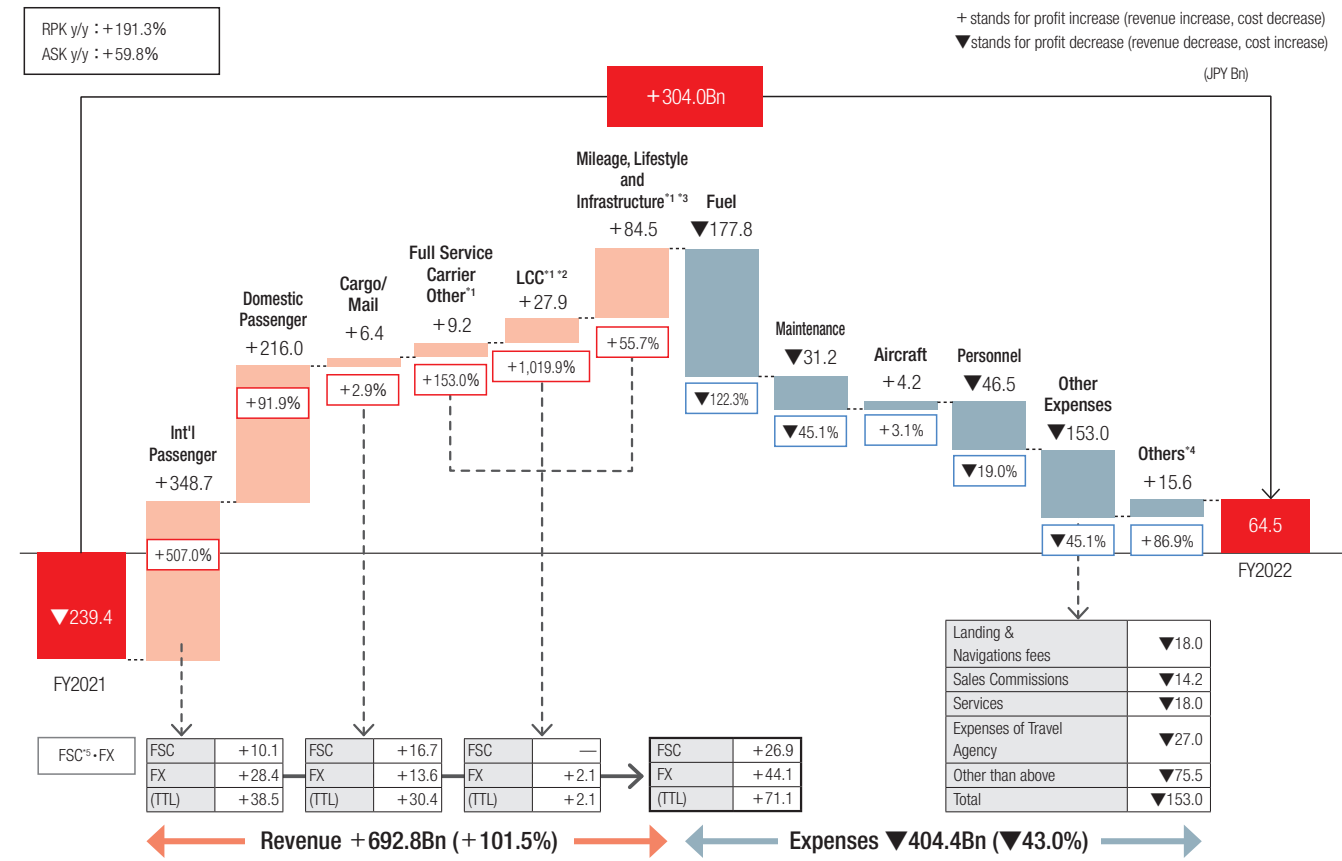 RPK y/y：+191.3%
ASK y/y：+59.8%
+ stands for profit increase (revenue increase, cost decrease)
▼stands for profit decrease (revenue decrease, cost increase)
(JPY Bn)
+304.0Bn
Mileage, Lifestyle
and
Infrastructure*1 *3
+84.5
Fuel
▼177.8
Full Service
Carrier
Other*1
+9.2
LCC*1 *2
+27.9
Cargo/
Mail
+6.4
Domestic
Passenger
+216.0
Int'l
Passenger
+348.7
Maintenance
▼31.2
Aircraft
+4.2
Personnel
▼46.5
Other
Expenses
▼153.0
Others*4
+15.6
+507.0%
+91.9%
+2.9%
+153.0%
+1,019.9%
+55.7%
▼122.3%
▼45.1%
+3.1%
▼19.0%
▼45.1%
+86.9%
▼239.4
FY2021
64.5
FY2022
Landing &
Navigations fees
▼18.0
Sales Commissions ▼14.2
Services ▼18.0
Expenses of Travel
Agency
▼27.0
Other than above ▼75.5
Total ▼153.0
FSC*5・FX
FSC +10.1
FX +28.4
(TTL) +38.5
FSC +16.7
FX +13.6
(TTL) +30.4
FSC —
FX +2.1
(TTL) +2.1
FSC +26.9
FX +44.1
(TTL) +71.1
Revenue +692.8Bn (+101.5%)
Expenses ▼404.4Bn (▼43.0%)